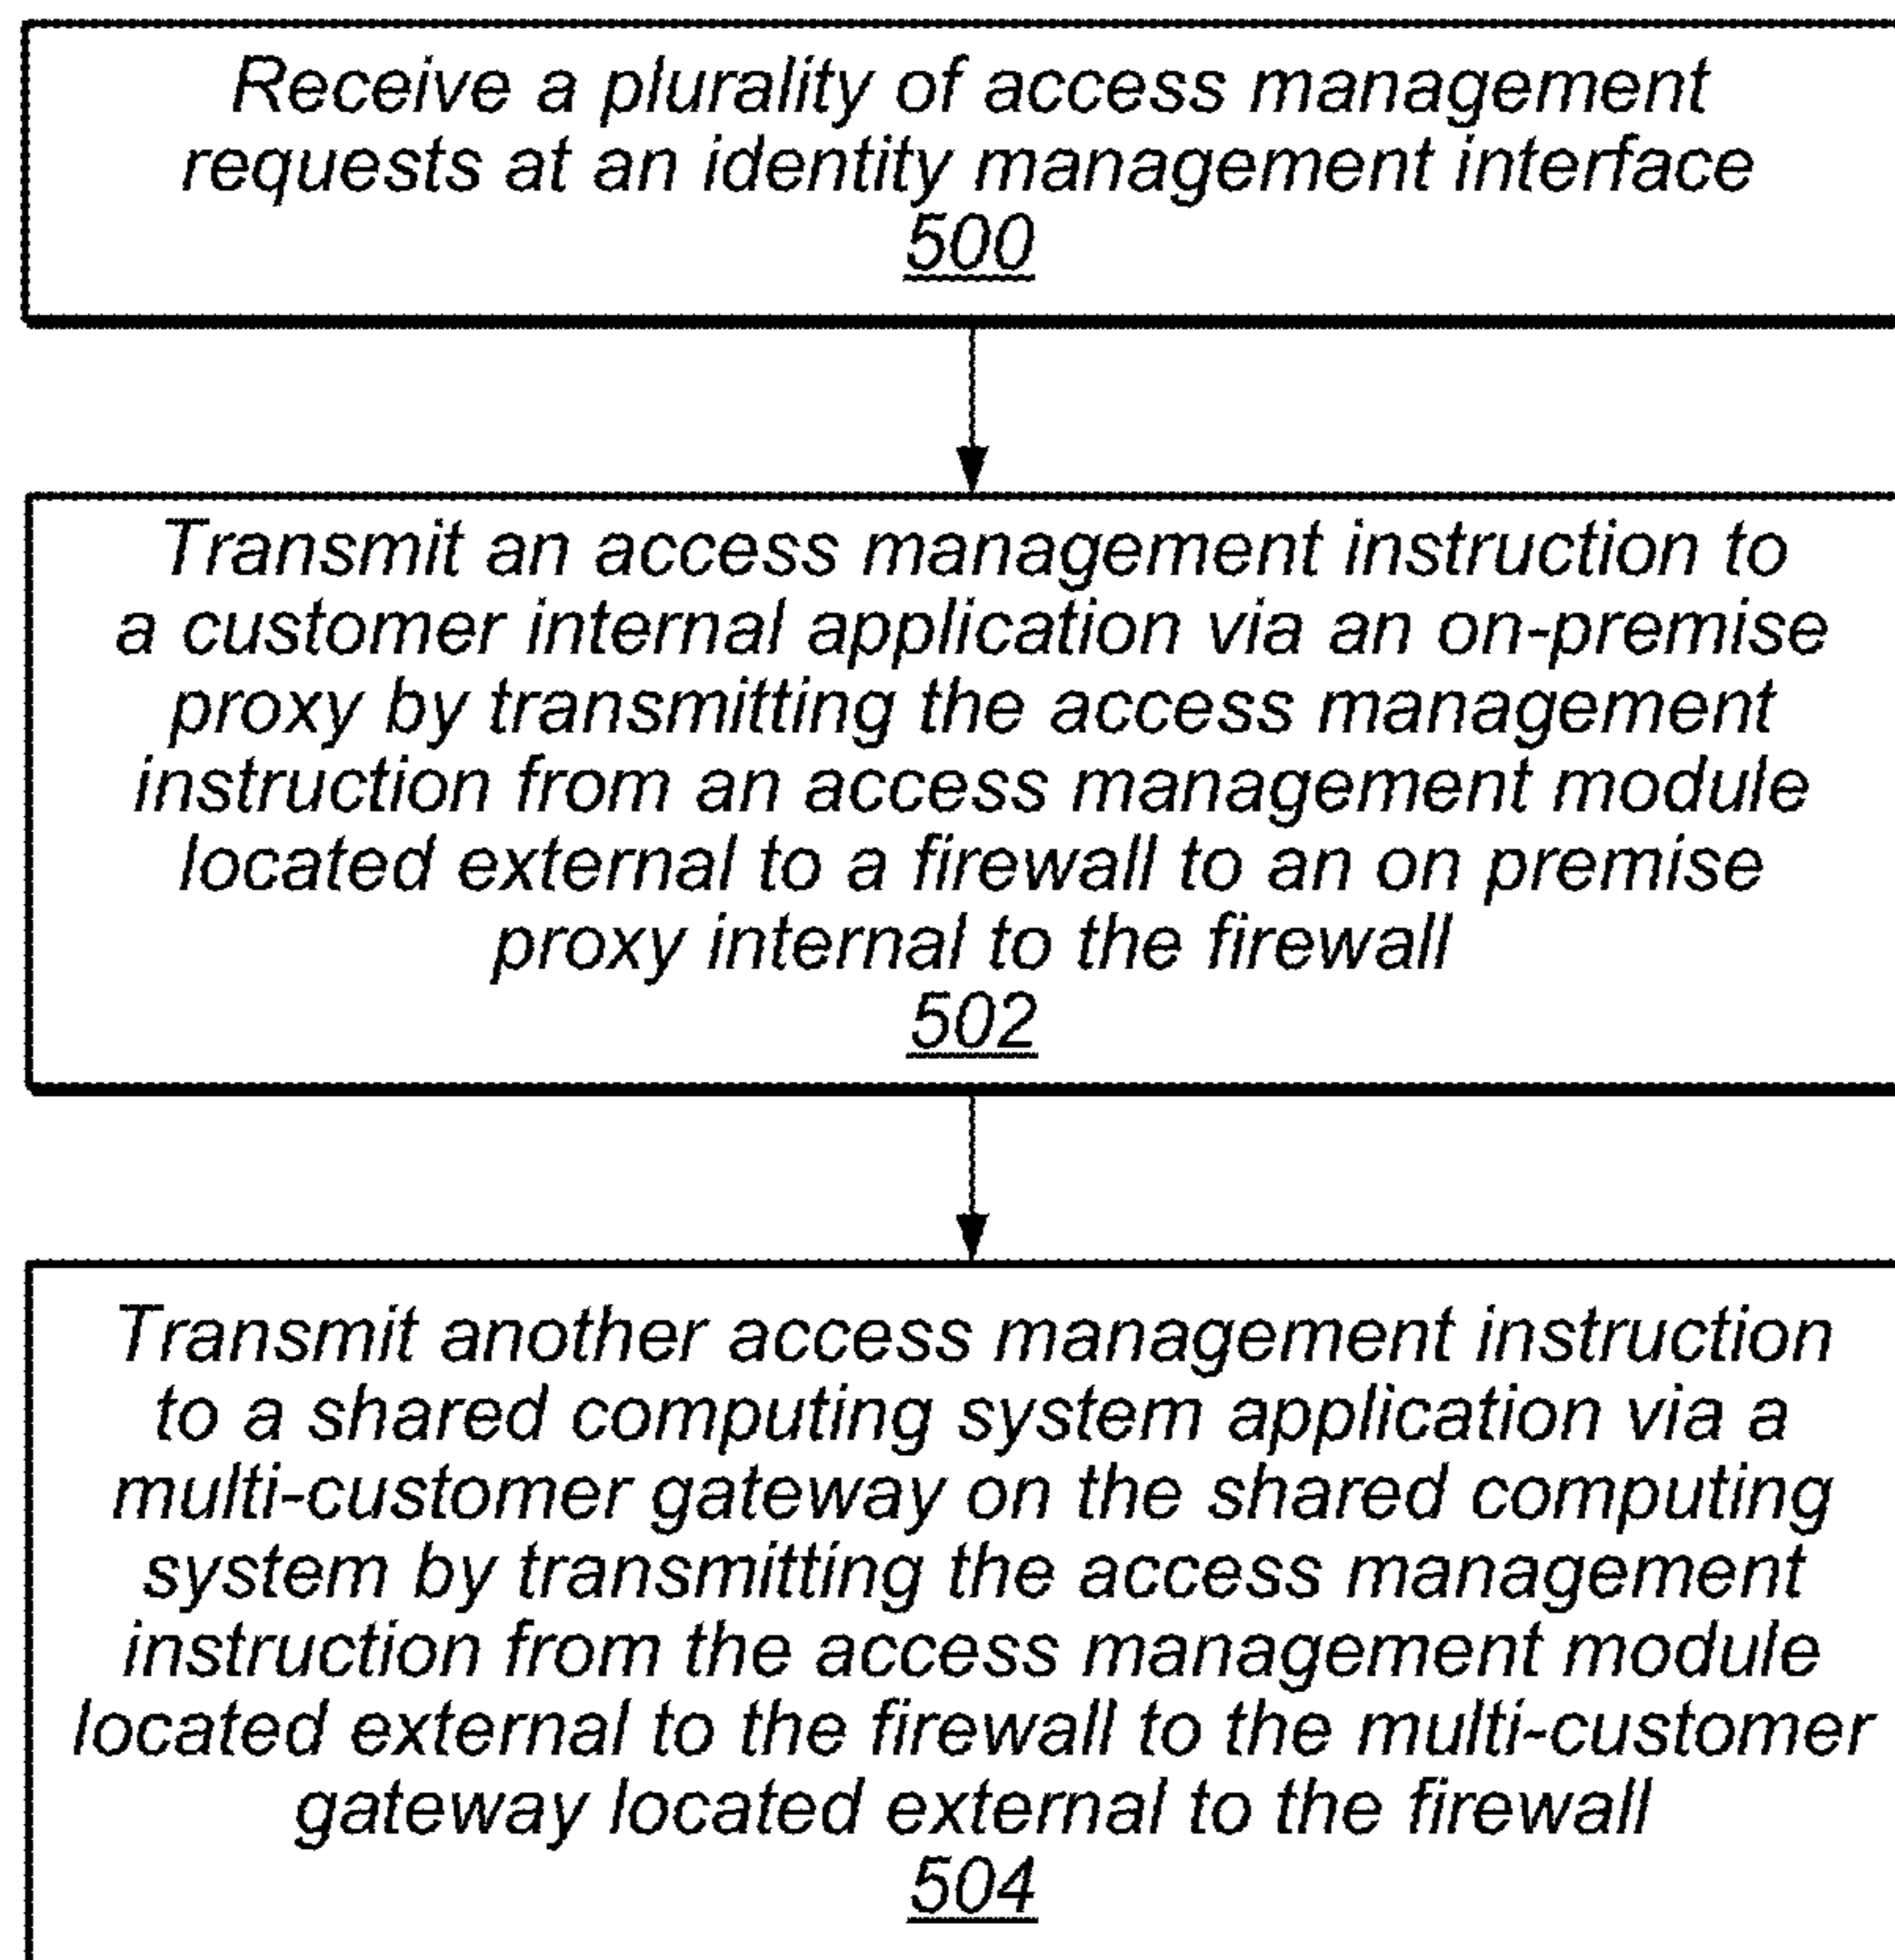 Receive a plurality of access management
requests at an identity management interface
500
Transmit an access management instruction to
a customer internal application via an on-premise
proxy by transmitting the access management
instruction from an access management module
located external to a firewall to an on premise
proxy internal to the firewall
502
Transmit another access management instruction
to a shared computing system application via a
multi-customer gateway on the shared computing
system by transmitting the access management
instruction from the access management module
located external to the firewall to the multi-customer
gateway located external to the firewall
504